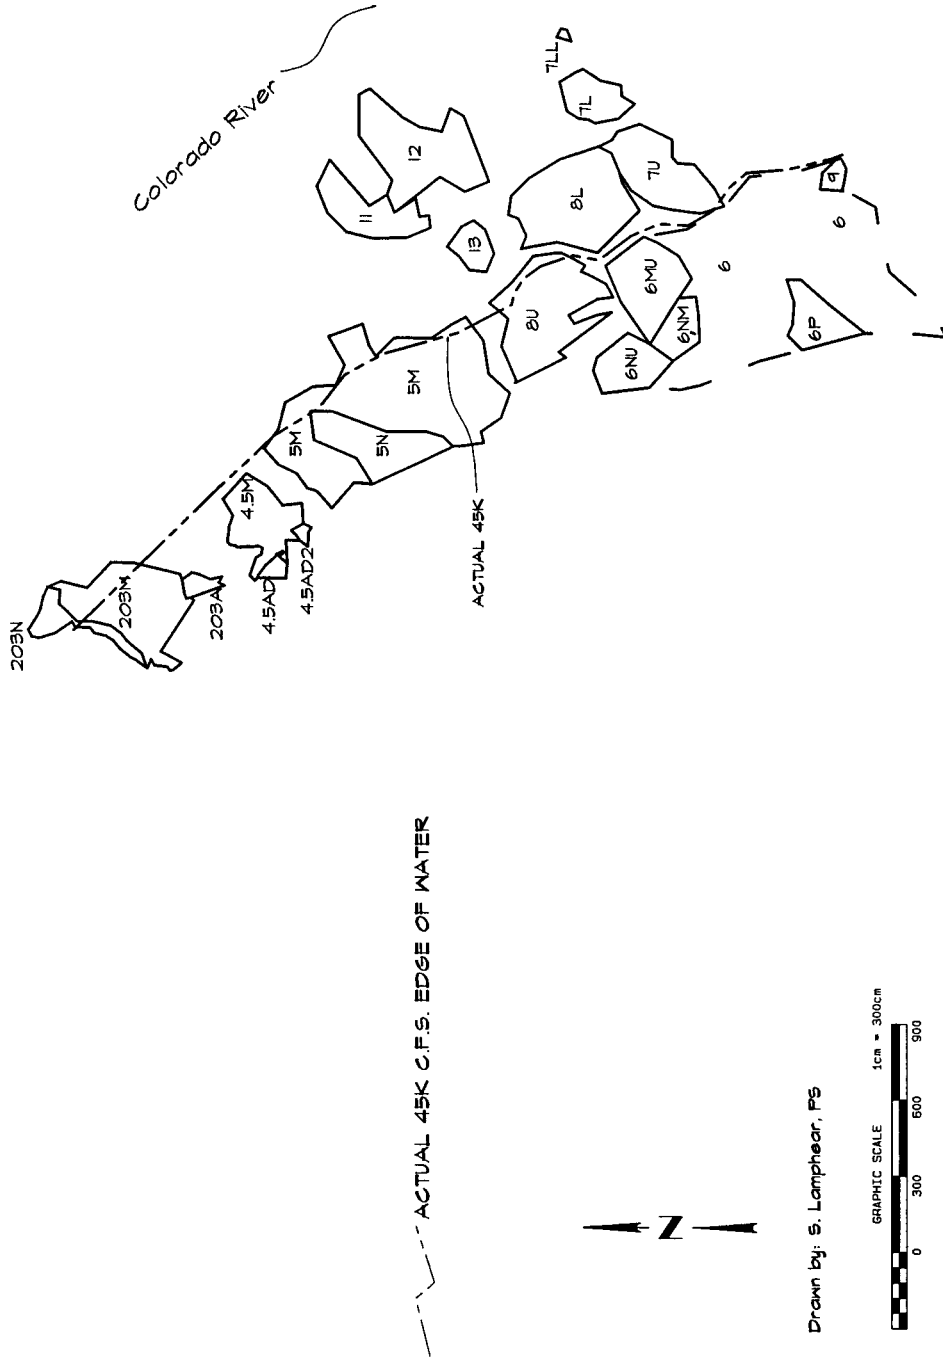 Colorado River
203N
203M
203A
4.5M
4.5AD
4.5AD2
5M
5N
5M
11
12
13
8U
8L
7LL
7L
7U
6MU
6NU
6NM
6
6
6P
9
ACTUAL 45K
ACTUAL 45K C.F.S. EDGE OF WATER
N
Drawn by: S. Lamphear, PS
GRAPHIC SCALE 1cm = 300cm
0 300 600 900